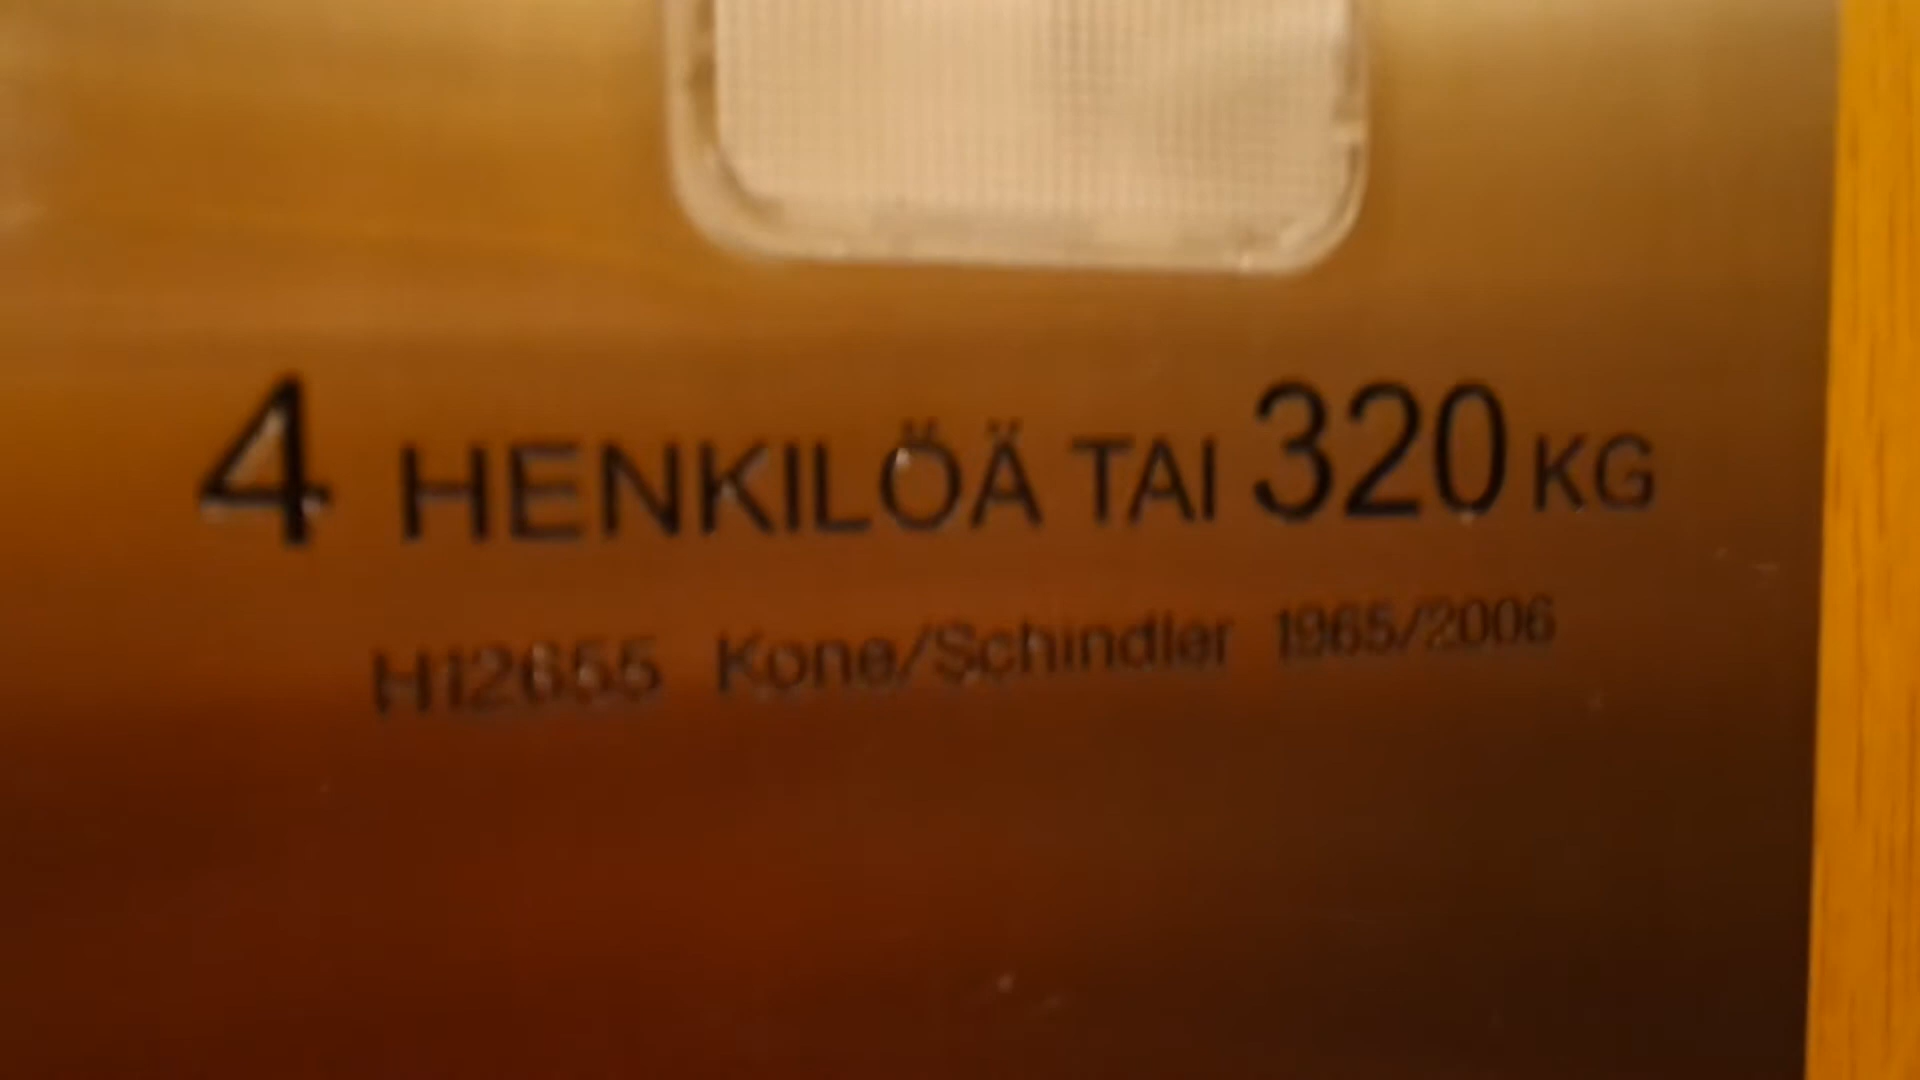 4 HENKILÖÄ TAI 320 KG
H12655 Kone/Schindler 1965/2006